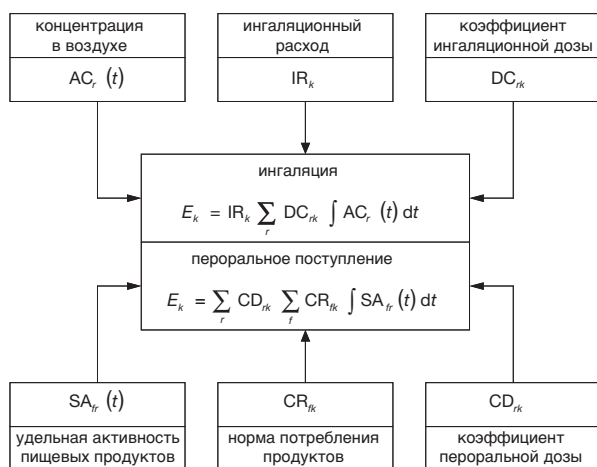 концентрация
в воздухе
AC_r (t)
ингаляционный
расход
IR_k
коэффициент
ингаляционной дозы
DC_rk
ингаляция
E_k = IR_k ∑_r DC_rk ∫ AC_r (t) dt
пероральное поступление
E_k = ∑_r CD_rk ∑_f CR_fk ∫ SA_fr (t) dt
SA_fr (t)
удельная активность
пищевых продуктов
CR_fk
норма потребления
продуктов
CD_rk
коэффициент
пероральной дозы